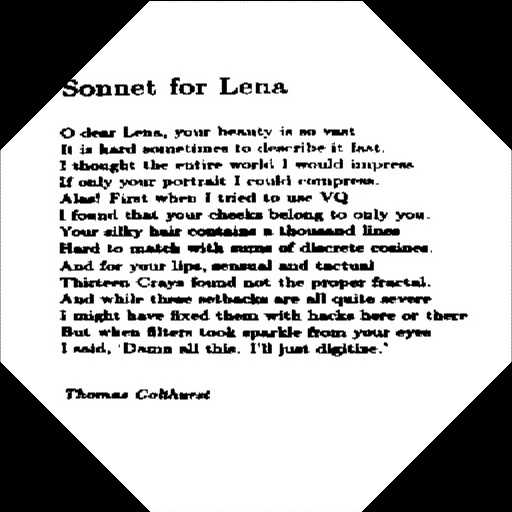 Sonnet for Lena
O dear Lena, your beauty is so vast
It is hard sometimes to describe it fast.
I thought the entire world I would impress
If only your portrait I could compress.
Alas! First when I tried to use VQ
I found that your cheeks belong to only you.
Your silky hair contains a thousand lines
Hard to match with sums of discrete cosines.
And for your lips, sensual and tactual
Thirteen Crays found not the proper fractal.
And while these setbacks are all quite severe
I might have fixed them with hacks here or there
But when filters took sparkle from your eyes
I said, 'Damn all this. I'll just digitize.'
Thomas Colthurst